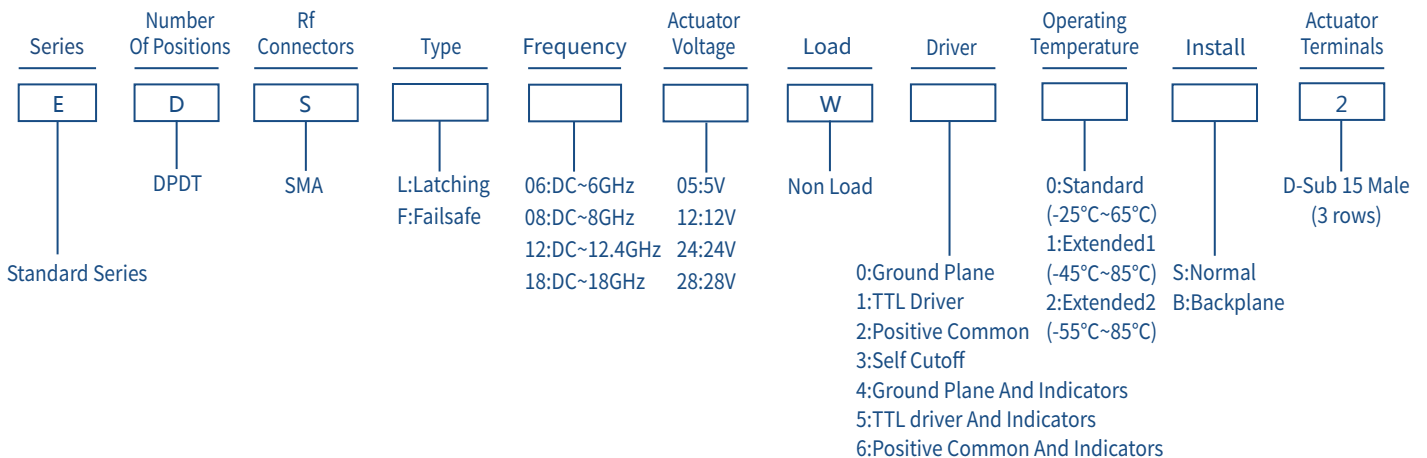 Series
Number
Of Positions
Rf
Connectors
Type
Frequency
Actuator
Voltage
Load
Driver
Operating
Temperature
Install
Actuator
Terminals
E
D
S
W
2
Standard Series
DPDT
SMA
L:Latching
F:Failsafe
06:DC~6GHz
08:DC~8GHz
12:DC~12.4GHz
18:DC~18GHz
05:5V
12:12V
24:24V
28:28V
Non Load
0:Ground Plane
1:TTL Driver
2:Positive Common
3:Self Cutoff
4:Ground Plane And Indicators
5:TTL driver And Indicators
6:Positive Common And Indicators
0:Standard
(-25°C~65°C)
1:Extended1
(-45°C~85°C)
2:Extended2
(-55°C~85°C)
S:Normal
B:Backplane
D-Sub 15 Male
(3 rows)